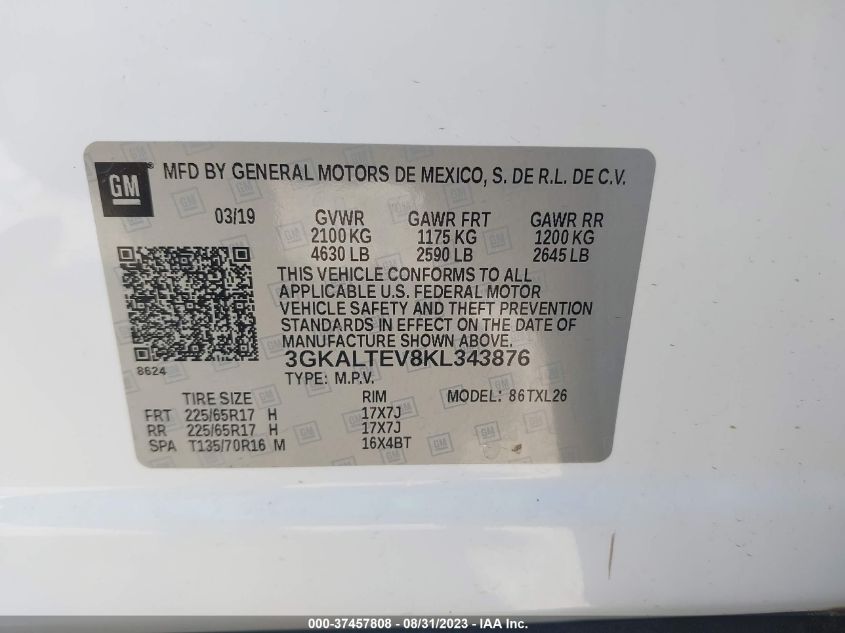 GM
MFD BY GENERAL MOTORS DE MEXICO, S. DE R.L. DE C.V.
03/19 GVWR GAWR FRT GAWR RR
2100 KG 1175 KG 1200 KG
4630 LB 2590 LB 2645 LB
THIS VEHICLE CONFORMS TO ALL
APPLICABLE U.S. FEDERAL MOTOR
VEHICLE SAFETY AND THEFT PREVENTION
STANDARDS IN EFFECT ON THE DATE OF
MANUFACTURE SHOWN ABOVE.
3GKALTEV8KL343876
8624
TYPE: M.P.V.
TIRE SIZE RIM MODEL: 86TXL26
FRT 225/65R17 H 17X7J
RR 225/65R17 H 17X7J
SPA T135/70R16 M 16X4BT
000-37457808 - 08/31/2023 - IAA Inc.